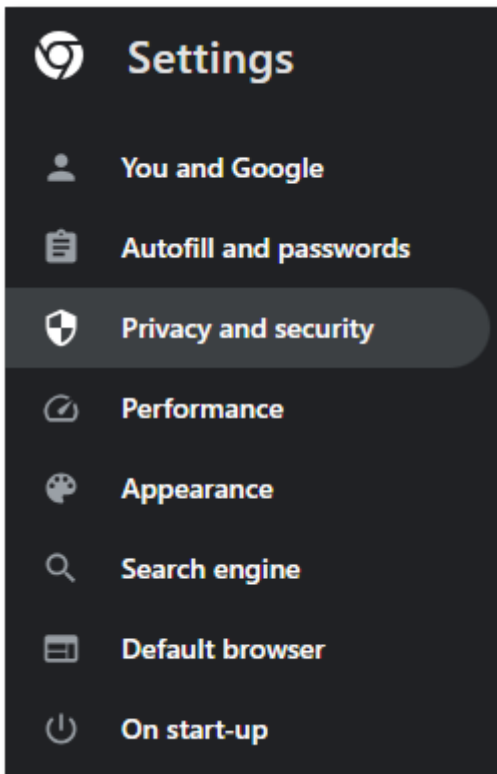 Settings
You and Google
Autofill and passwords
Privacy and security
Performance
Appearance
Search engine
Default browser
On start-up